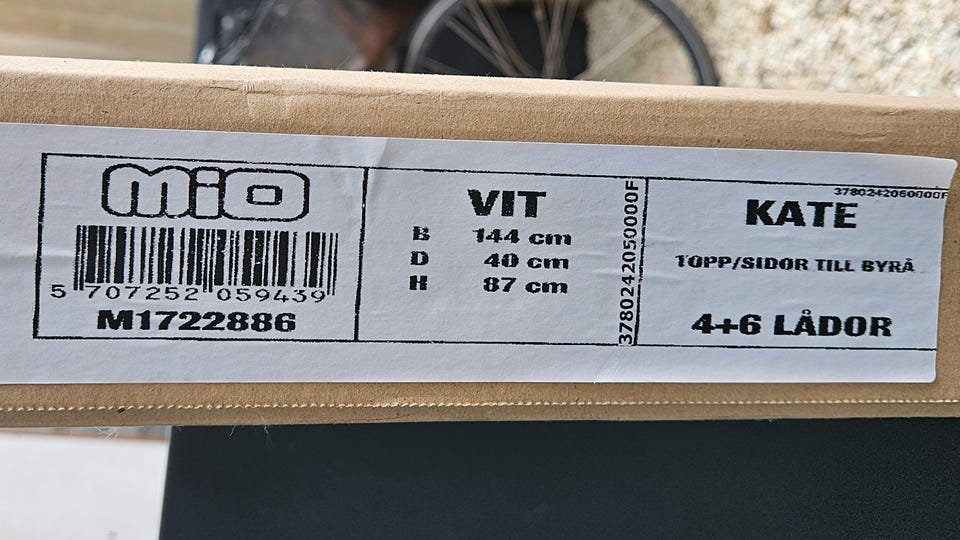 mio
5 707252 059439
M1722886
VIT
B 144 cm
D 40 cm
H 87 cm
3780242050000F
3780242060000F
KATE
TOPP/SIDOR TILL BYRÅ
4+6 LÅDOR